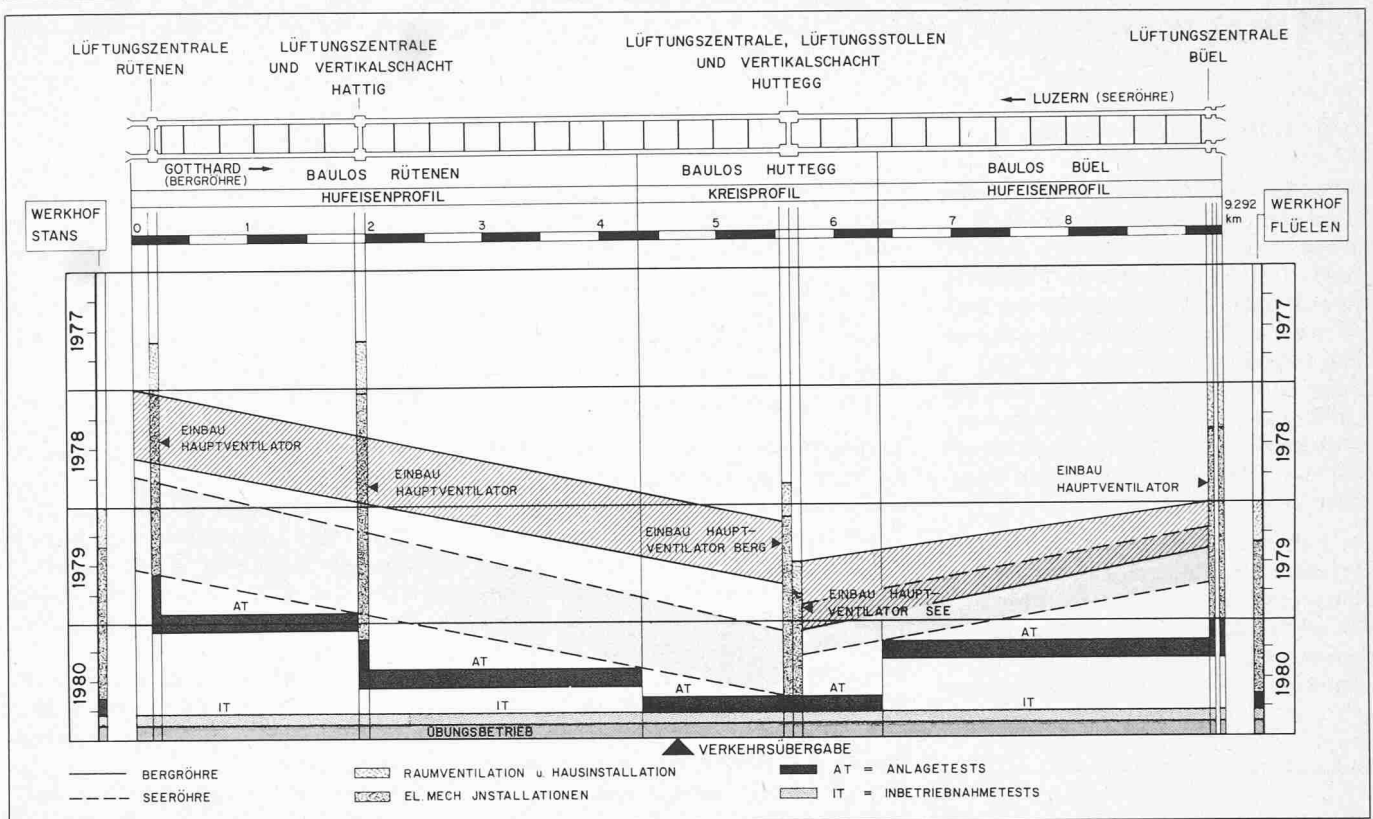 LÜFTUNGSZENTRALE
RÜTENEN
LÜFTUNGSZENTRALE
UND VERTIKALSCHACHT
HATTIG
LÜFTUNGSZENTRALE, LÜFTUNGSSTOLLEN
UND VERTIKALSCHACHT
HUTTEGG
LÜFTUNGSZENTRALE
BÜEL
← LUZERN (SEERÖHRE)
GOTTHARD →
(BERGRÖHRE)
BAULOS RÜTENEN
BAULOS HUTTEGG
BAULOS BÜEL
HUFEISENPROFIL
KREISPROFIL
HUFEISENPROFIL
WERKHOF
STANS
0 1 2 3 4 5 6 7 8 9.292
km
WERKHOF
FLÜELEN
1977
1977
1978
1978
EINBAU
HAUPTVENTILATOR
EINBAU
HAUPTVENTILATOR
EINBAU
HAUPTVENTILATOR
EINBAU HAUPT-
VENTILATOR BERG
1979
1979
EINBAU HAUPT-
VENTILATOR SEE
AT
AT
AT
AT
AT
1980
1980
IT
IT
IT
ÜBUNGSBETRIEB
VERKEHRSÜBERGABE
BERGRÖHRE
SEERÖHRE
RAUMVENTILATION u. HAUSINSTALLATION
EL. MECH JNSTALLATIONEN
AT = ANLAGETESTS
IT = INBETRIEBNAHMETESTS